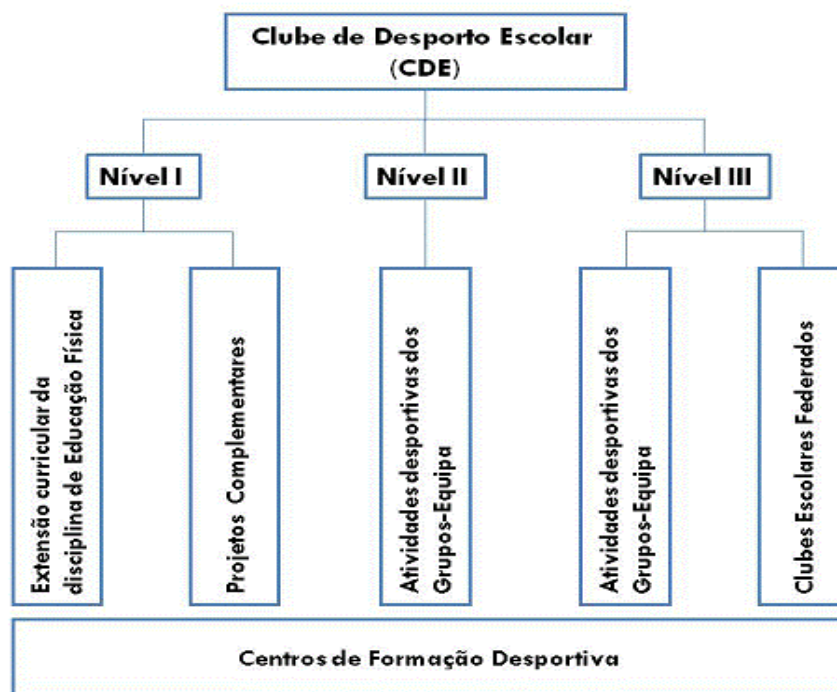 Clube de Desporto Escolar
(CDE)
Nível I
Nível II
Nível III
Extensão curricular da
disciplina de Educação Física
Projetos Complementares
Atividades desportivas dos
Grupos-Equipa
Atividades desportivas dos
Grupos-Equipa
Clubes Escolares Federados
Centros de Formação Desportiva